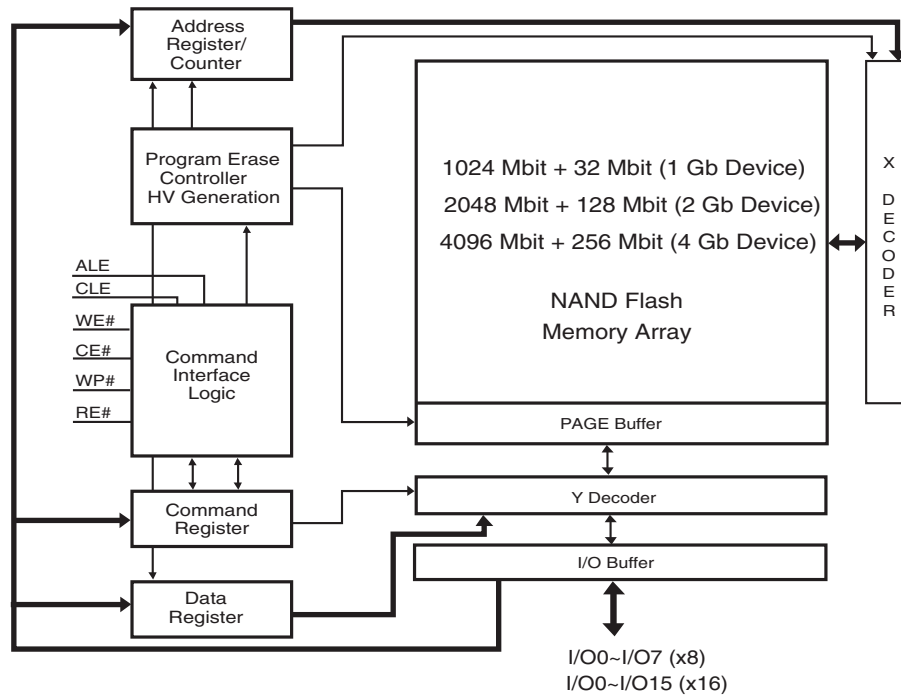 Address
Register/
Counter
Program Erase
Controller
HV Generation
ALE
CLE
WE#
CE#
WP#
RE#
Command
Interface
Logic
Command
Register
Data
Register
1024 Mbit + 32 Mbit (1 Gb Device)
2048 Mbit + 128 Mbit (2 Gb Device)
4096 Mbit + 256 Mbit (4 Gb Device)
NAND Flash
Memory Array
PAGE Buffer
Y Decoder
I/O Buffer
I/O0~I/O7 (x8)
I/O0~I/O15 (x16)
X DECODER